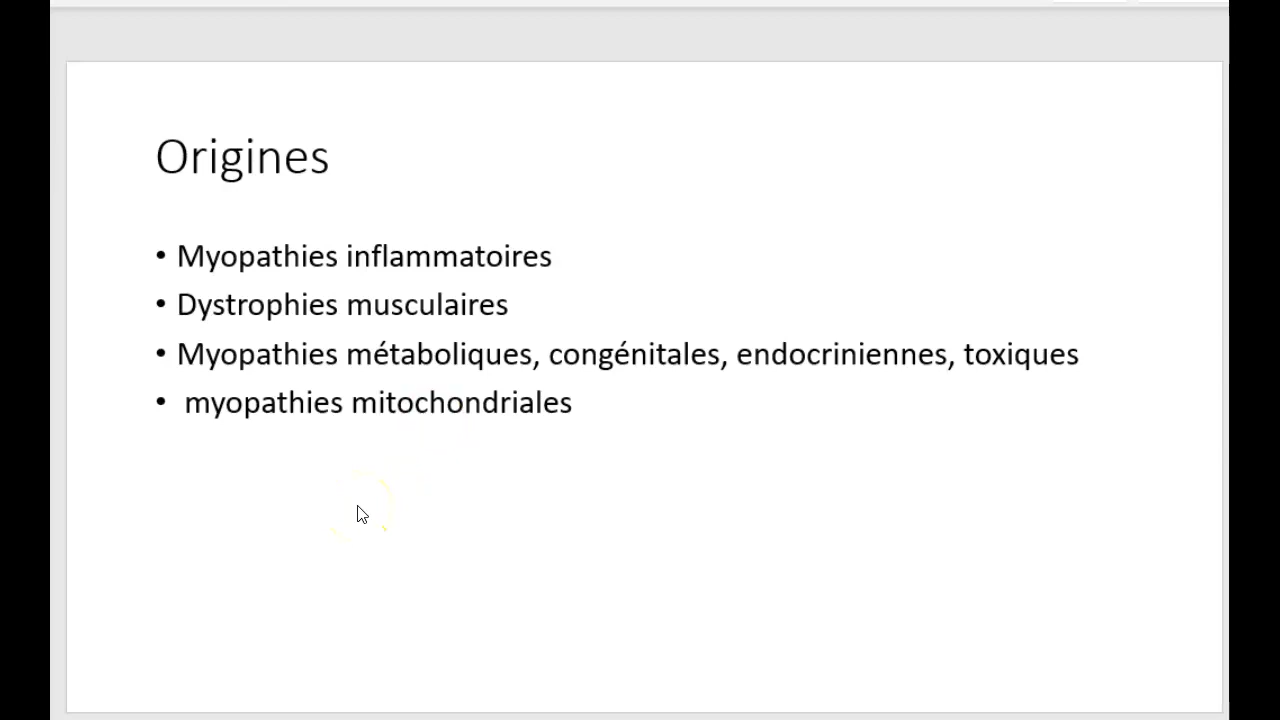 Origines
• Myopathies inflammatoires
• Dystrophies musculaires
• Myopathies métaboliques, congénitales, endocriniennes, toxiques
• myopathies mitochondriales